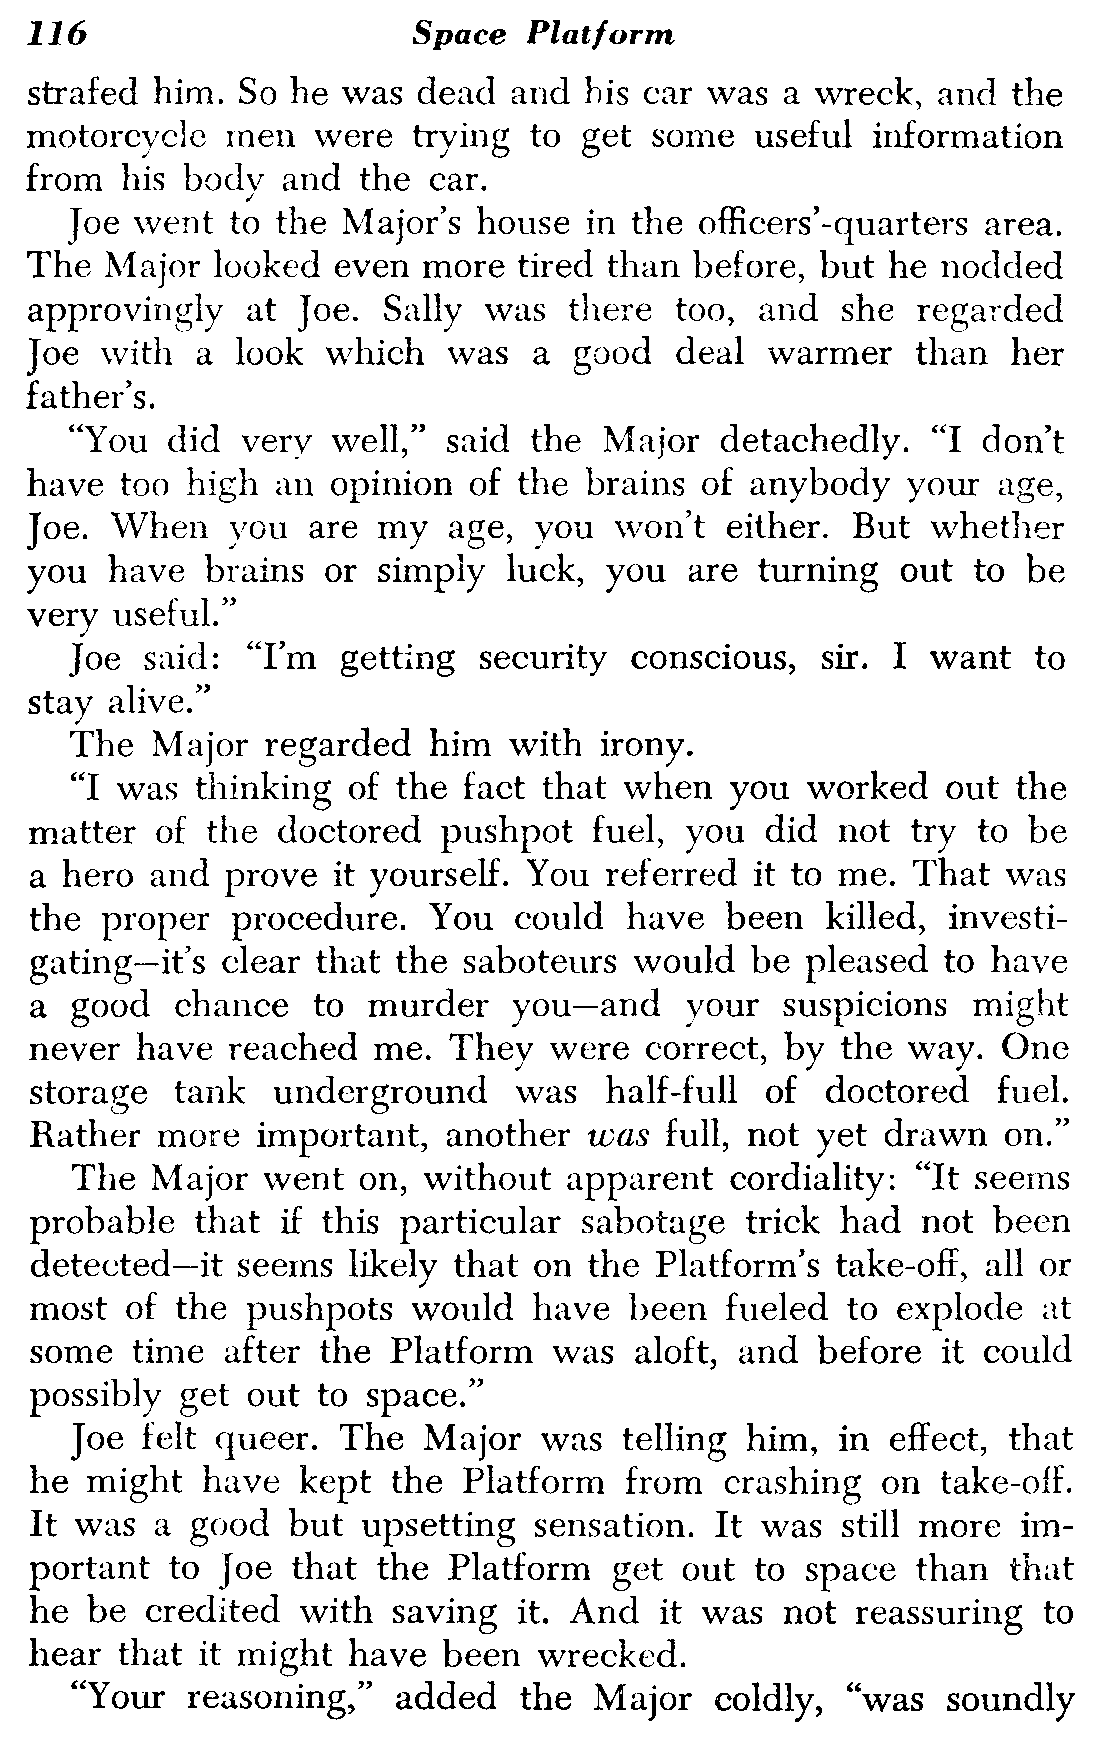 116 Space Platform
strafed him. So he was dead and his car was a wreck, and the
motorcycle men were trying to get some useful information
from his body and the car.
Joe went to the Major's house in the officers'-quarters area.
The Major looked even more tired than before, but he nodded
approvingly at Joe. Sally was there too, and she regarded
Joe with a look which was a good deal warmer than her
father's.
“You did very well,” said the Major detachedly. “I don't
have too high an opinion of the brains of anybody your age,
Joe. When you are my age, you won't either. But whether
you have brains or simply luck, you are turning out to be
very useful.”
Joe said: “I'm getting security conscious, sir. I want to
stay alive.”
The Major regarded him with irony.
“I was thinking of the fact that when you worked out the
matter of the doctored pushpot fuel, you did not try to be
a hero and prove it yourself. You referred it to me. That was
the proper procedure. You could have been killed, investi-
gating—it's clear that the saboteurs would be pleased to have
a good chance to murder you—and your suspicions might
never have reached me. They were correct, by the way. One
storage tank underground was half-full of doctored fuel.
Rather more important, another was full, not yet drawn on.”
The Major went on, without apparent cordiality: “It seems
probable that if this particular sabotage trick had not been
detected—it seems likely that on the Platform's take-off, all or
most of the pushpots would have been fueled to explode at
some time after the Platform was aloft, and before it could
possibly get out to space.”
Joe felt queer. The Major was telling him, in effect, that
he might have kept the Platform from crashing on take-off.
It was a good but upsetting sensation. It was still more im-
portant to Joe that the Platform get out to space than that
he be credited with saving it. And it was not reassuring to
hear that it might have been wrecked.
“Your reasoning,” added the Major coldly, “was soundly